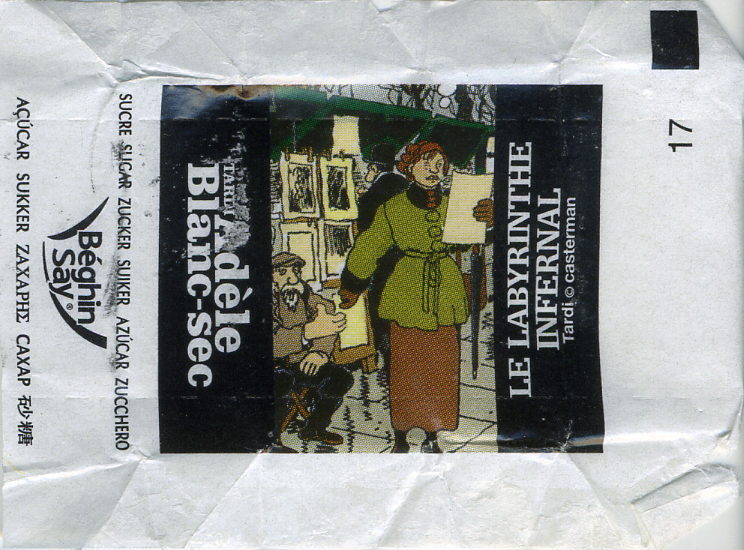 17
LE LABYRINTHE
INFERNAL
Tardi © casterman
TARDI
Adèle
Blanc-sec
Béghin
Say®
SUCRE SUGAR ZUCKER SUIKER AZÚCAR ZUCCHERO
AÇÚCAR SUKKER ΖΑΧΑΡΗΣ САХАР 砂糖